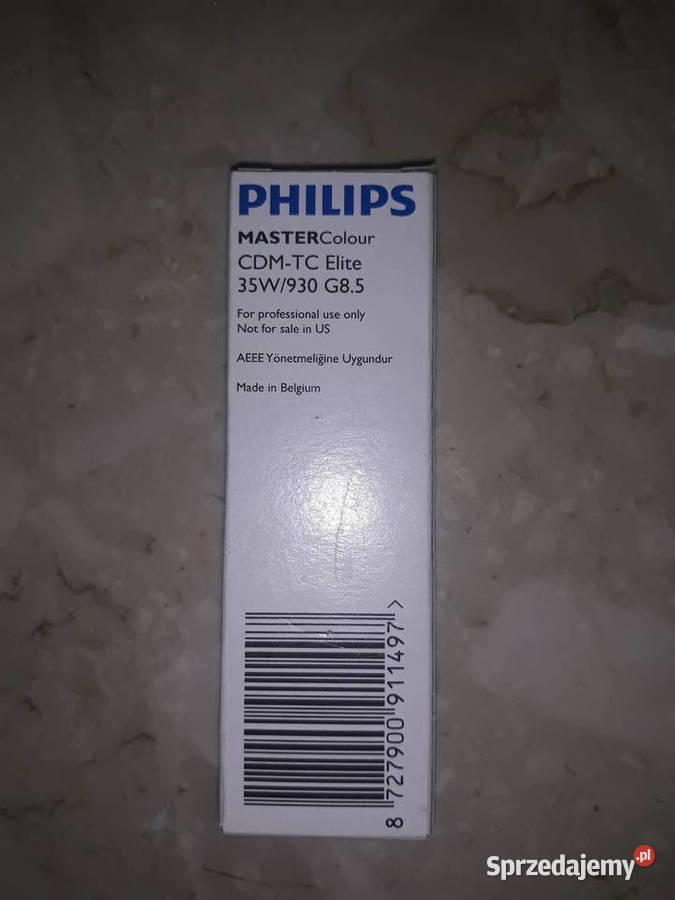 PHILIPS
MASTERColour
CDM-TC Elite
35W/930 G8.5
For professional use only
Not for sale in US
AEEE Yönetmeliğine Uygundur
Made in Belgium
8 727900 911497 >
Sprzedajemy.pl